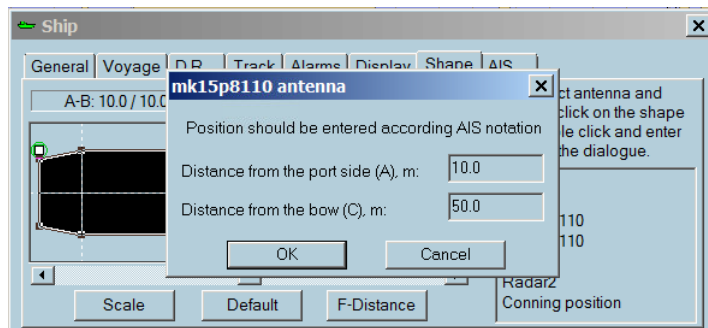 Ship
General Voyage D.R. Track Alarms Display Shape AIS
mk15p8110 antenna
A-B: 10.0 / 10.0
ct antenna and
click on the shape
le click and enter
the dialogue.
Position should be entered according AIS notation
Distance from the port side (A), m: 10.0
Distance from the bow (C), m: 50.0
110
110
OK Cancel
Radar2
Scale Default F-Distance Conning position